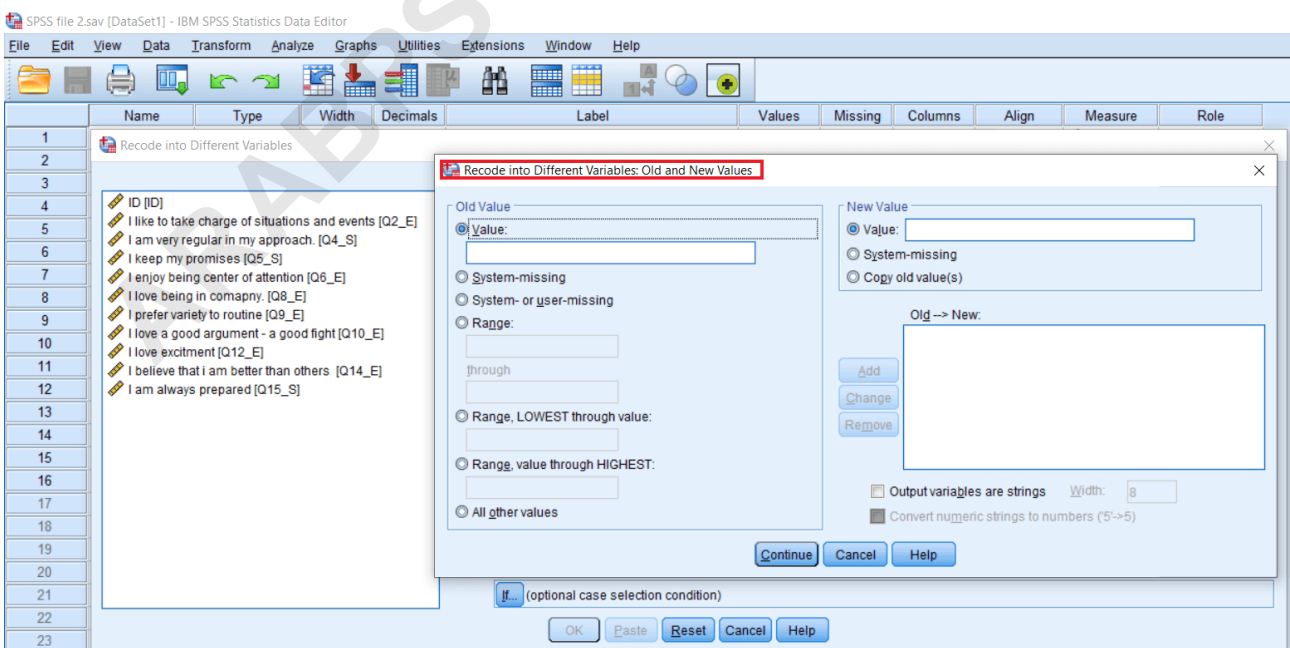 SPSS file 2.sav [DataSet1] - IBM SPSS Statistics Data Editor
File Edit View Data Transform Analyze Graphs Utilities Extensions Window Help
Name Type Width Decimals Label Values Missing Columns Align Measure Role
1
2
3
4
5
6
7
8
9
10
11
12
13
14
15
16
17
18
19
20
21
22
23
Recode into Different Variables
ID [ID]
I like to take charge of situations and events [Q2_E]
I am very regular in my approach. [Q4_S]
I keep my promises [Q5_S]
I enjoy being center of attention [Q6_E]
I love being in comapny. [Q8_E]
I prefer variety to routine [Q9_E]
I love a good argument - a good fight [Q10_E]
I love excitment [Q12_E]
I believe that i am better than others [Q14_E]
I am always prepared [Q15_S]
Recode into Different Variables: Old and New Values
Old Value
Value:
System-missing
System- or user-missing
Range:
through
Range, LOWEST through value:
Range, value through HIGHEST:
All other values
New Value
Value:
System-missing
Copy old value(s)
Old --> New:
Add
Change
Remove
Output variables are strings Width: 8
Convert numeric strings to numbers ('5'->5)
Continue Cancel Help
If... (optional case selection condition)
OK Paste Reset Cancel Help